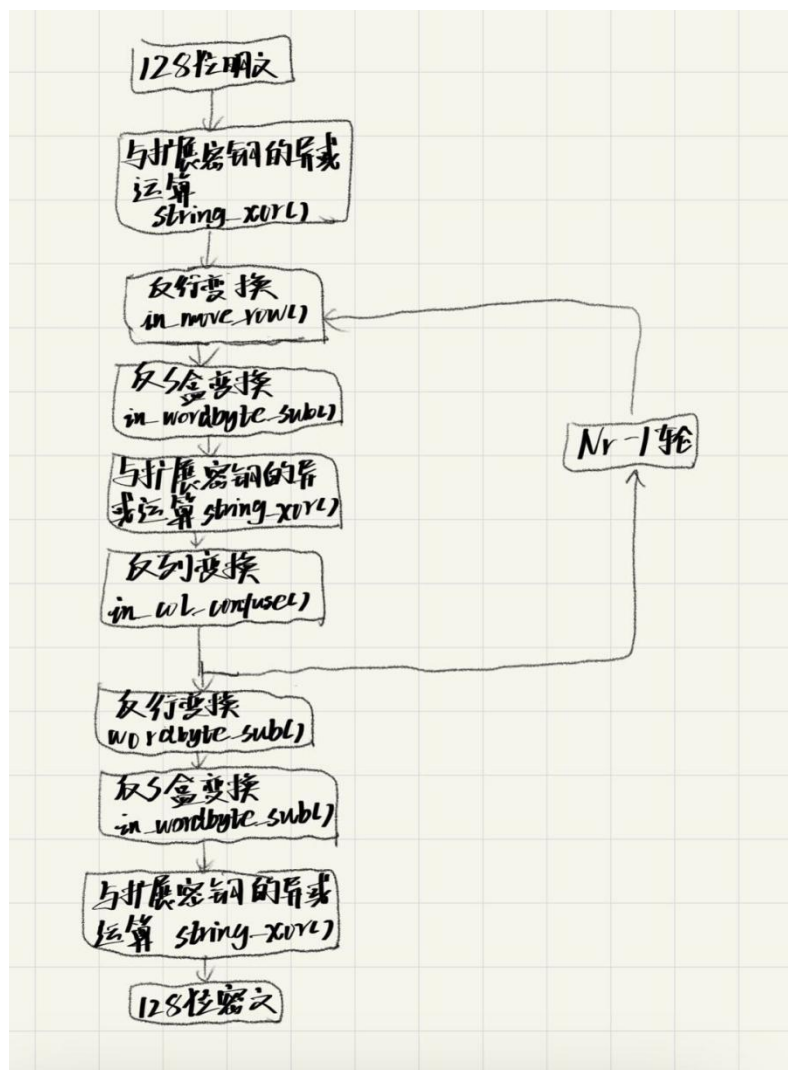 128位明文
与扩展密钥的异或
运算
string_xor()
反行变换
in_move_row()
反S盒变换
in_wordbyte_sub()
与扩展密钥的异
或运算 string_xor()
反列变换
in_col_confuse()
Nr-1轮
反行变换
wordbyte_sub()
反S盒变换
in_wordbyte_sub()
与扩展密钥的异或
运算 string_xor()
128位密文